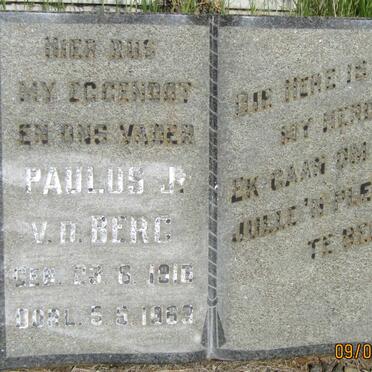 HIER RUS
MY EGGENOOT
EN ONS VADER
PAULUS J.
V.D. BERG
GEB. 23 6 1916
OORL. 6 6 1969
DIE HERE IS
MY HERD
EK GAAN OM
JULLE 'N PLE
TE BE
09/0